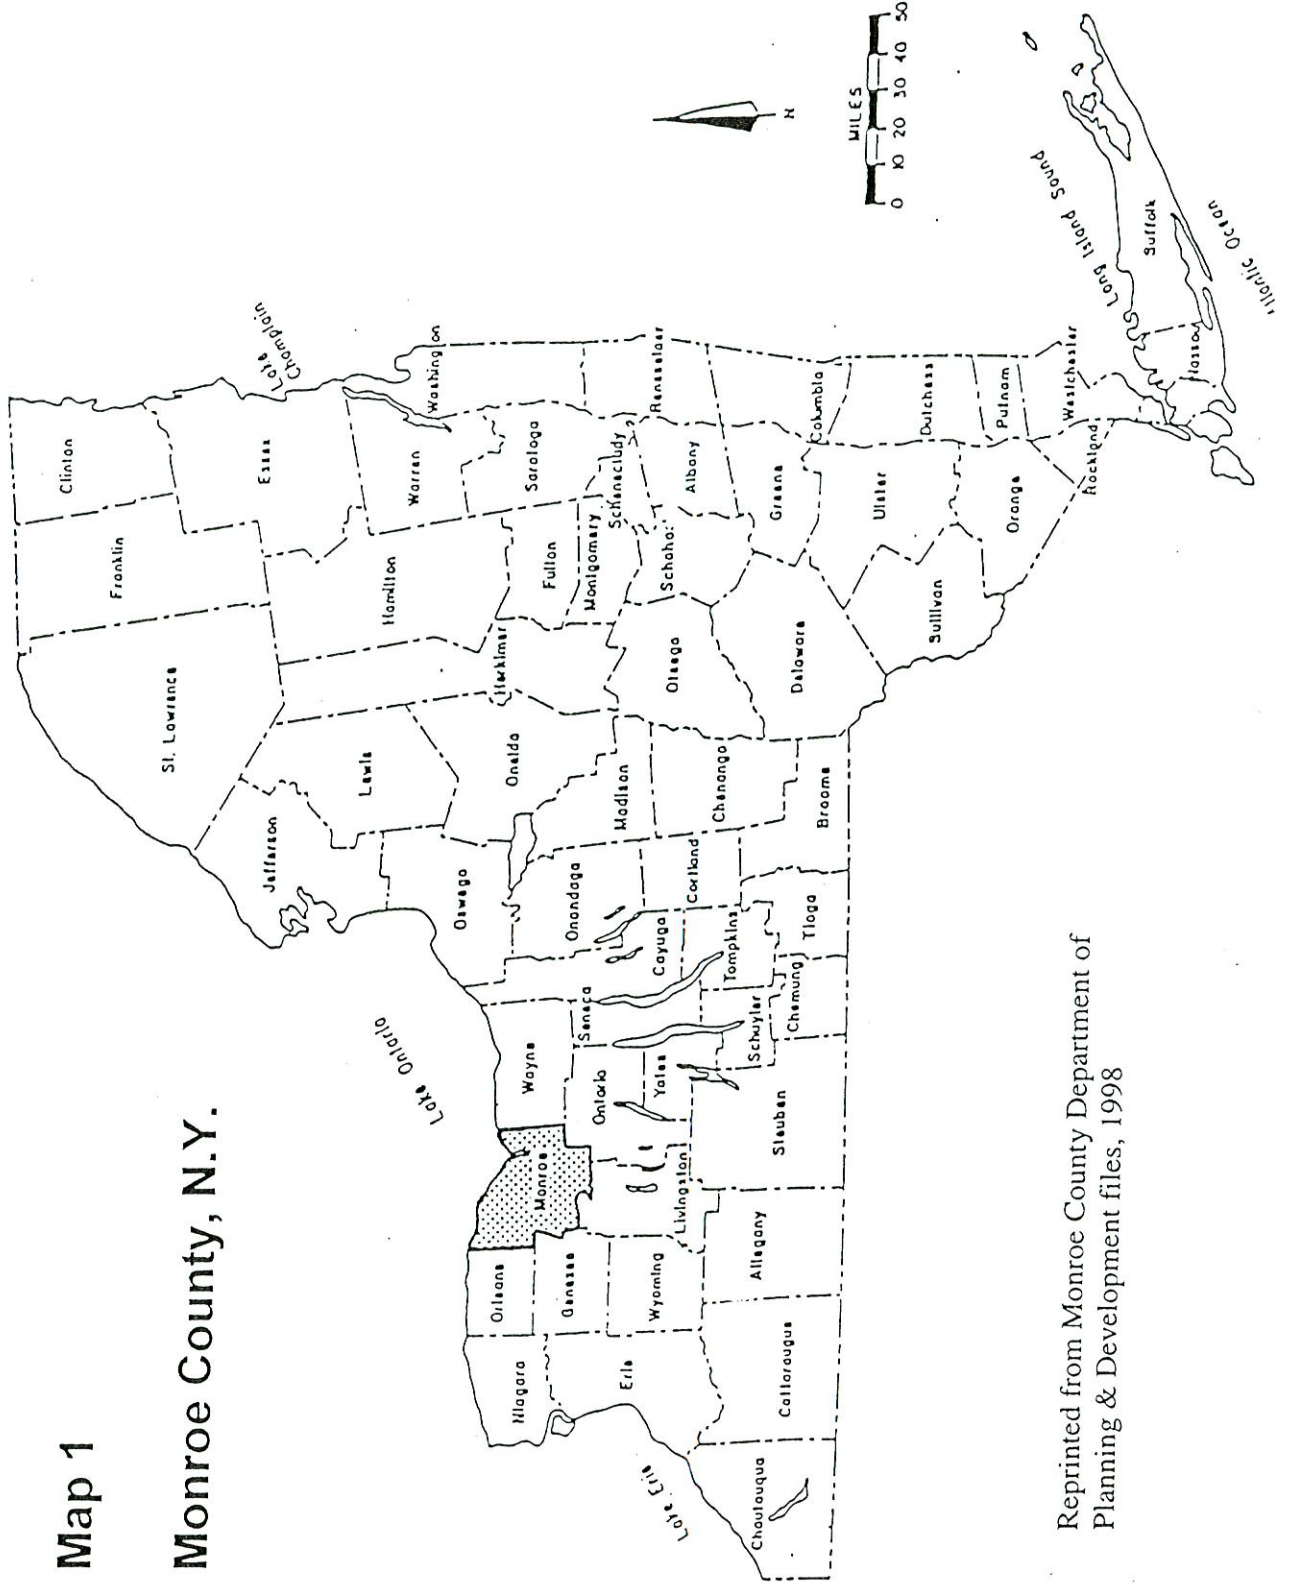 Map 1
Monroe County, N.Y.
Clinton
Franklin
St. Lawrence
Essex
Lake
Champlain
Jefferson
Lewis
Hamilton
Warren
Washington
Herkimer
Oneida
Oswego
Lake Ontario
Fulton
Saratoga
Montgomery
Schenectady
Rensselaer
Niagara
Orleans
Monroe
Wayne
Onondaga
Madison
Otsego
Albany
Genesee
Ontario
Seneca
Cayuga
Cortland
Chenango
Erie
Wyoming
Livingston
Yates
Tompkins
Schuyler
Greene
Columbia
Lake Erie
Chautauqua
Cattaraugus
Allegany
Steuben
Chemung
Tioga
Broome
Delaware
Ulster
Dutchess
Sullivan
Orange
Putnam
Rockland
Westchester
Long Island Sound
Suffolk
Nassau
Ocean
N
MILES
0 10 20 30 40 50
Reprinted from Monroe County Department of
Planning & Development files, 1998